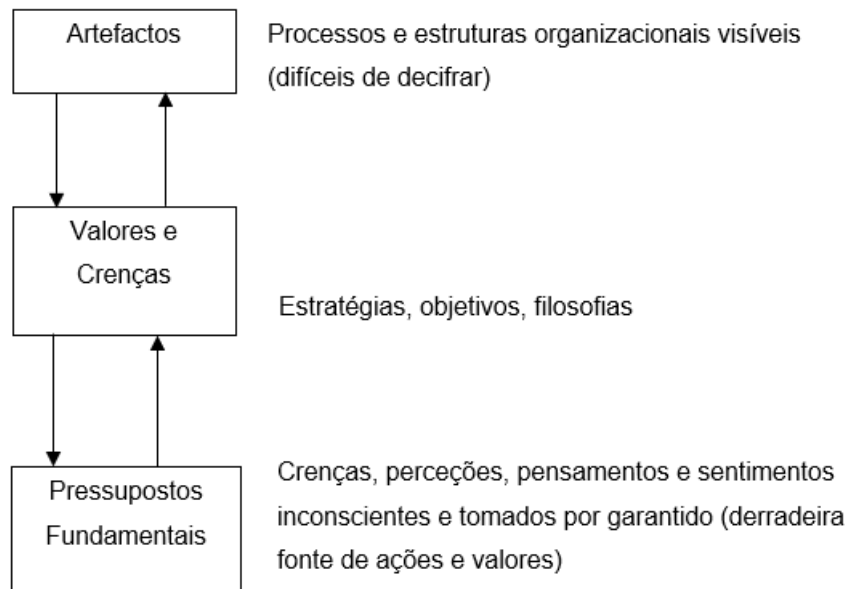 Artefactos
Processos e estruturas organizacionais visíveis
(difíceis de decifrar)
Valores e
Crenças
Estratégias, objetivos, filosofias
Pressupostos
Fundamentais
Crenças, perceções, pensamentos e sentimentos
inconscientes e tomados por garantido (derradeira
fonte de ações e valores)